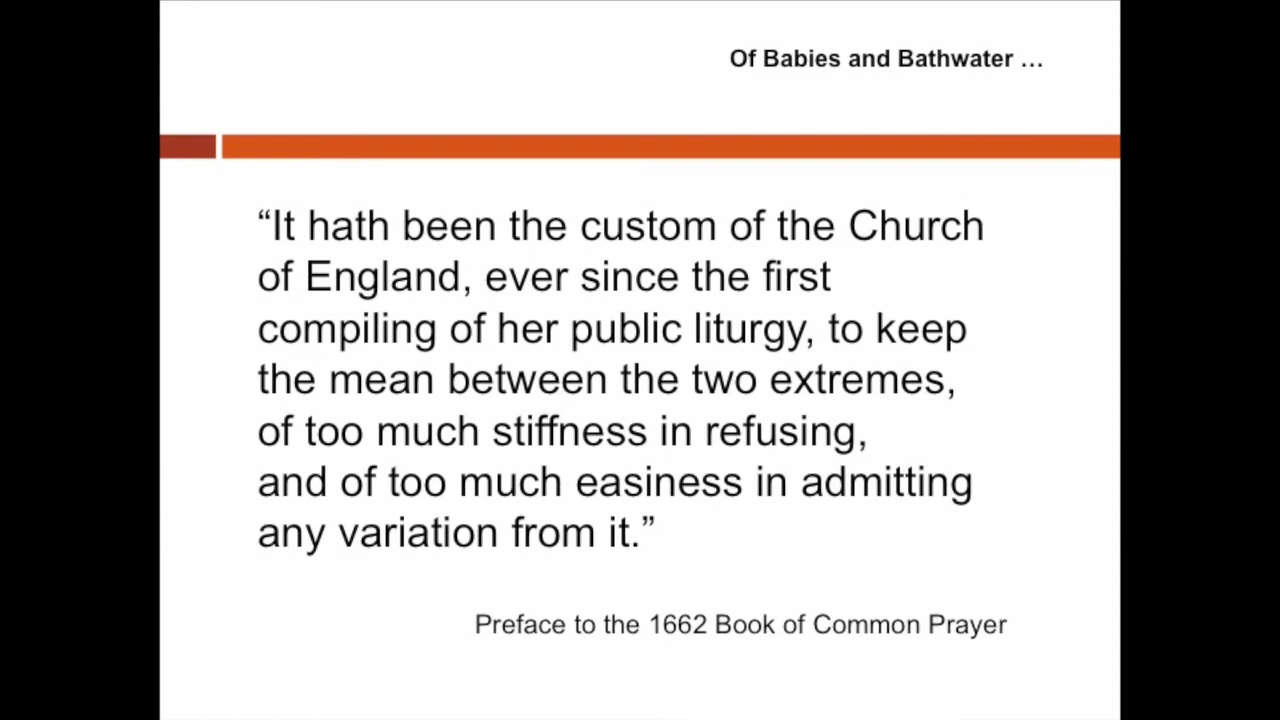 Of Babies and Bathwater …
“It hath been the custom of the Church
of England, ever since the first
compiling of her public liturgy, to keep
the mean between the two extremes,
of too much stiffness in refusing,
and of too much easiness in admitting
any variation from it.”
Preface to the 1662 Book of Common Prayer